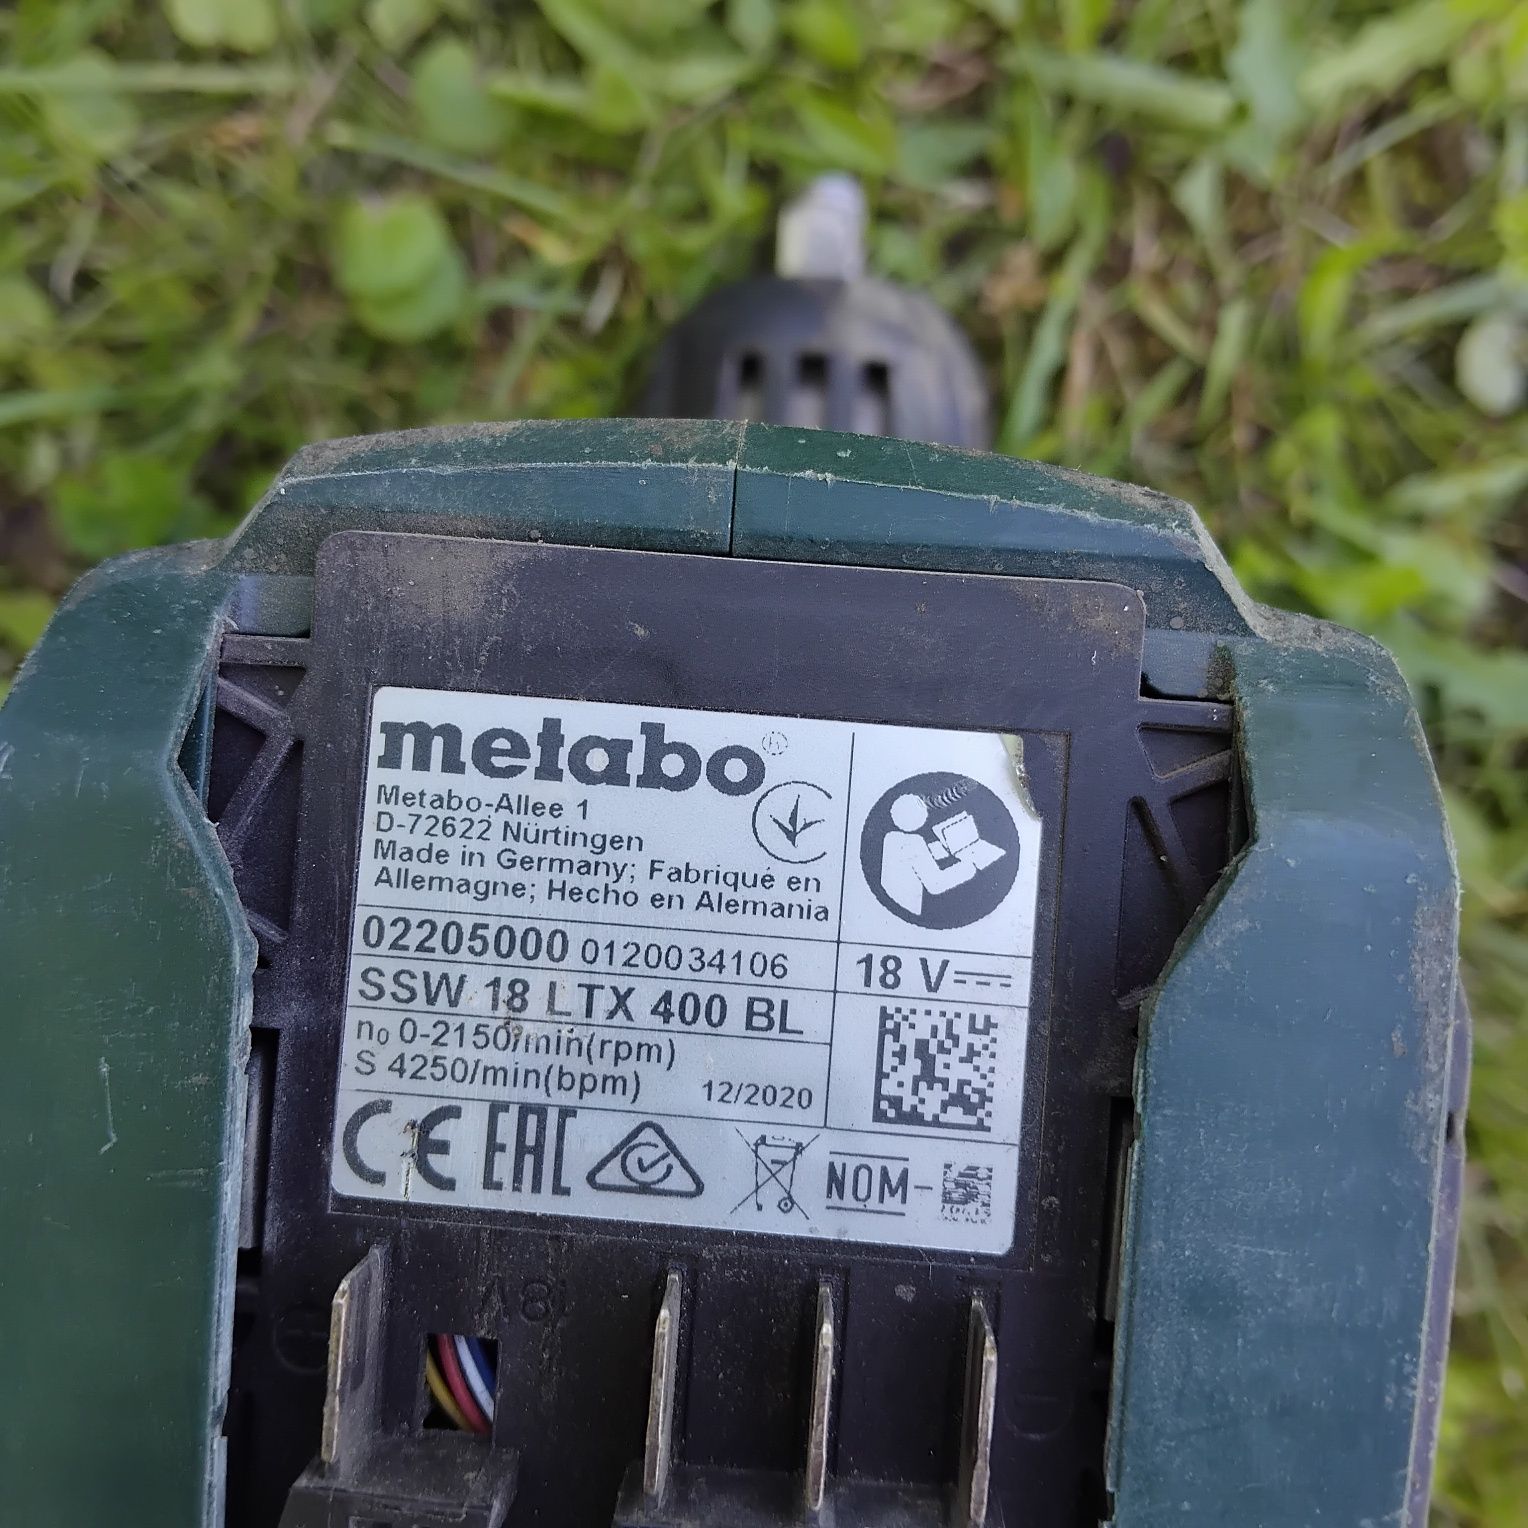 metabo®
Metabo-Allee 1
D-72622 Nürtingen
Made in Germany; Fabriqué en
Allemagne; Hecho en Alemania
02205000 0120034106
18 V
SSW 18 LTX 400 BL
n₀ 0-2150/min(rpm)
S 4250/min(bpm)
12/2020
CE EAC
NOM-
18V